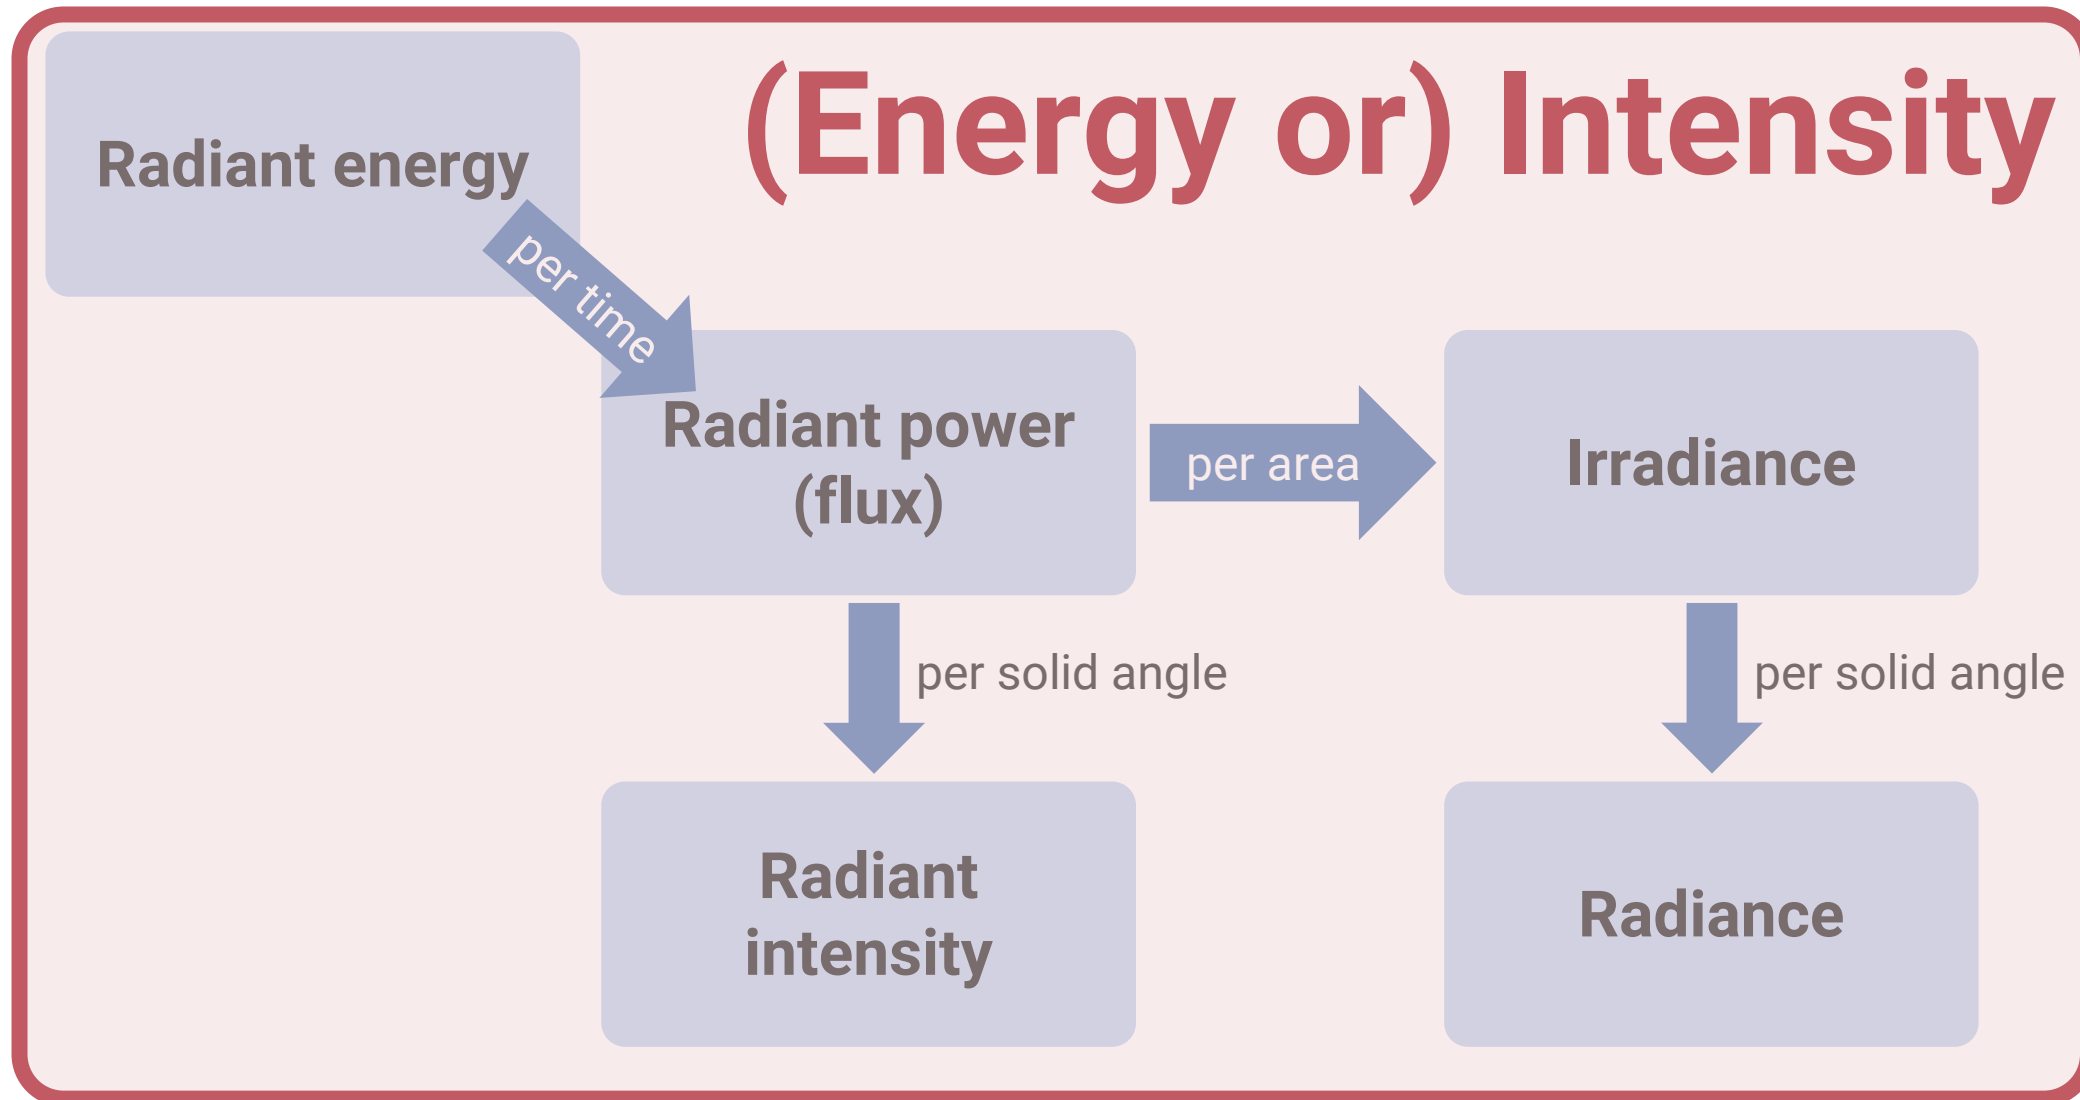 (Energy or) Intensity
Radiant energy
per time
Radiant power
(flux)
per area
Irradiance
per solid angle
per solid angle
Radiant
intensity
Radiance